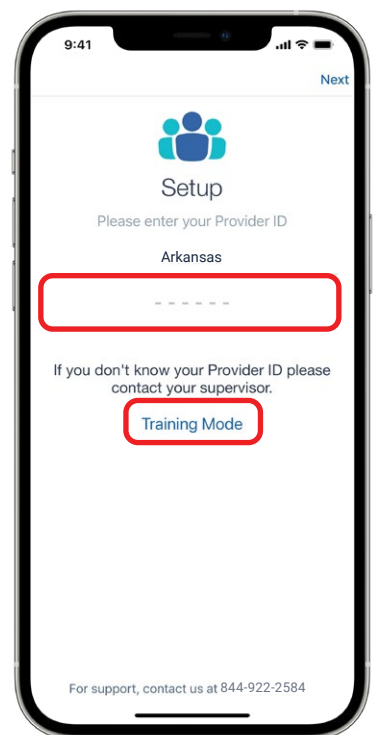 9:41
Next
Setup
Please enter your Provider ID
Arkansas
- - - - - -
If you don't know your Provider ID please
contact your supervisor.
Training Mode
For support, contact us at 844-922-2584